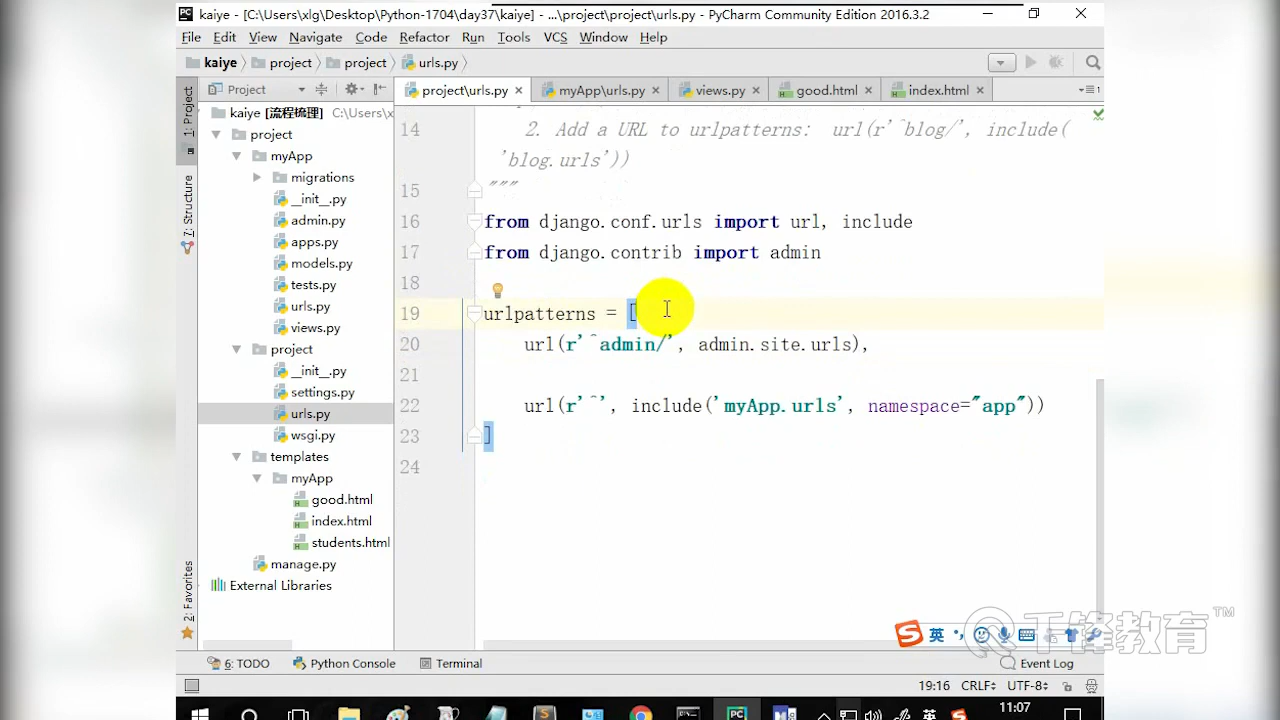 kaiye - [C:\Users\xlg\Desktop\Python-1704\day37\kaiye] - ...\project\project\urls.py - PyCharm Community Edition 2016.3.2
File Edit View Navigate Code Refactor Run Tools VCS Window Help
kaiye project project urls.py
Project
project\urls.py myApp\urls.py views.py good.html index.html
1: Project
7: Structure
2: Favorites
kaiye [流程梳理] C:\Users\x
project
myApp
migrations
__init__.py
admin.py
apps.py
models.py
tests.py
urls.py
views.py
project
__init__.py
settings.py
urls.py
wsgi.py
templates
myApp
good.html
index.html
students.html
manage.py
External Libraries
14 2. Add a URL to urlpatterns:  url(r'^blog/', include(
'blog.urls'))
15 """
16 from django.conf.urls import url, include
17 from django.contrib import admin
18
19 urlpatterns = [
20 url(r'^admin/', admin.site.urls),
21
22 url(r'^', include('myApp.urls', namespace="app"))
23 ]
24
英
千锋教育™
6: TODO Python Console Terminal Event Log
19:16 CRLF UTF-8
英 11:07